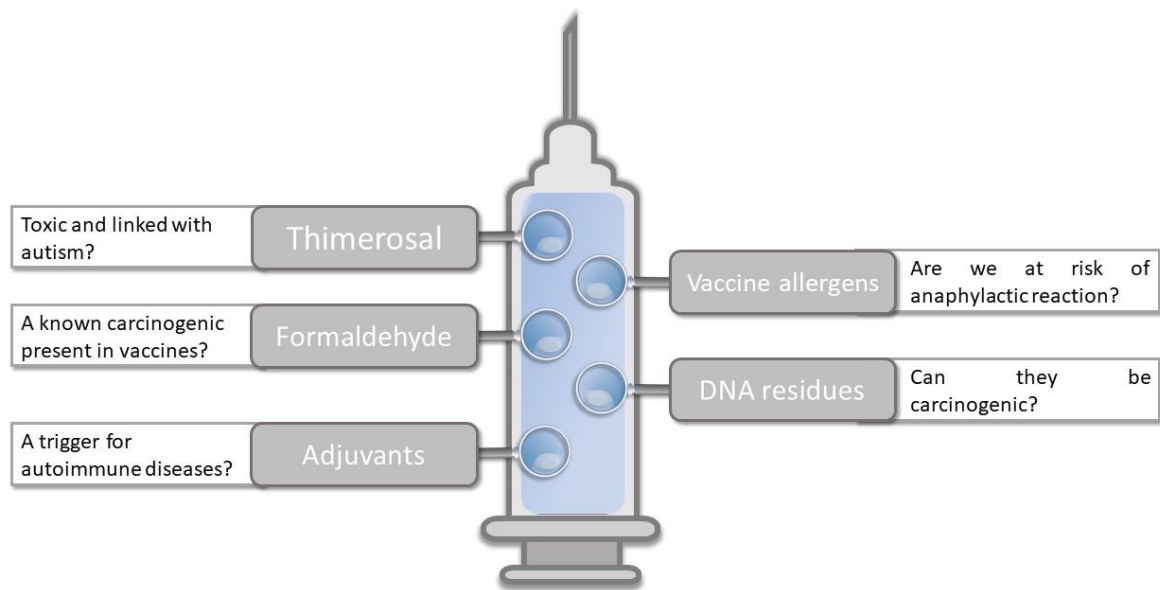 Toxic and linked with
autism?
Thimerosal
A known carcinogenic
present in vaccines?
Formaldehyde
A trigger for
autoimmune diseases?
Adjuvants
Vaccine allergens
Are we at risk of
anaphylactic reaction?
DNA residues
Can they be
carcinogenic?